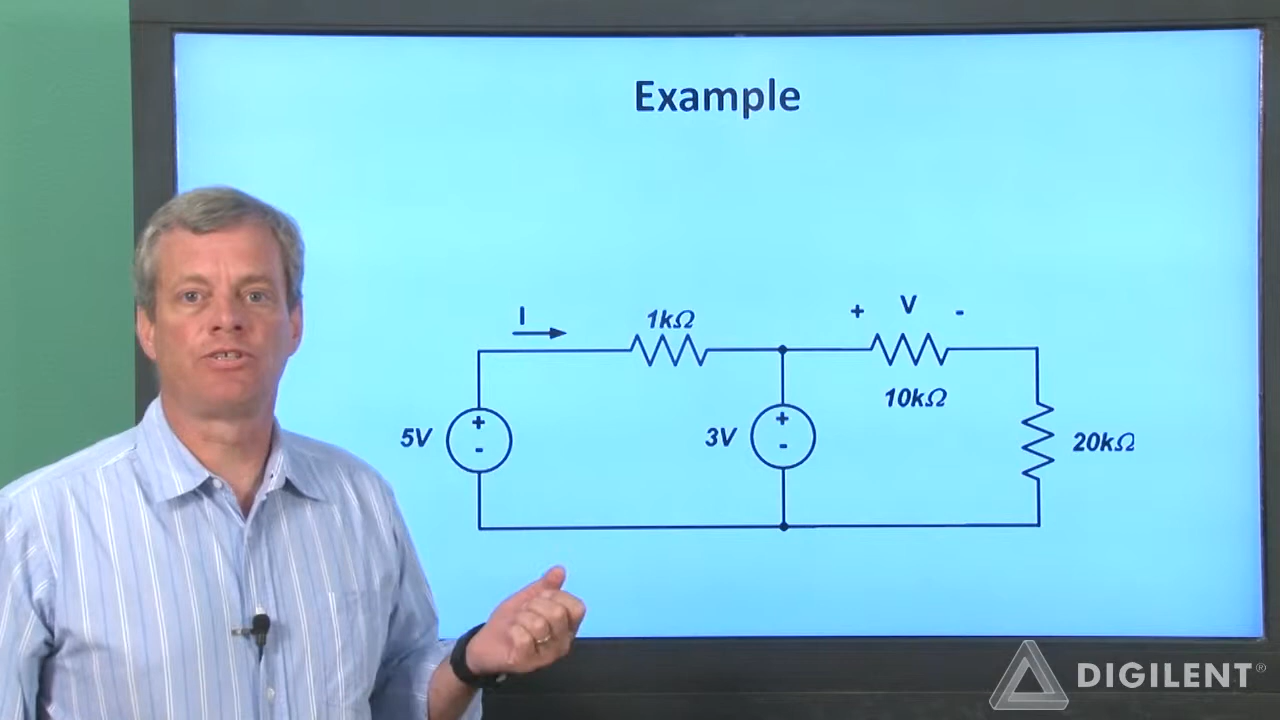 Example
I
1kΩ
+ V -
10kΩ
5V
+
-
3V
+
-
20kΩ
DIGILENT®